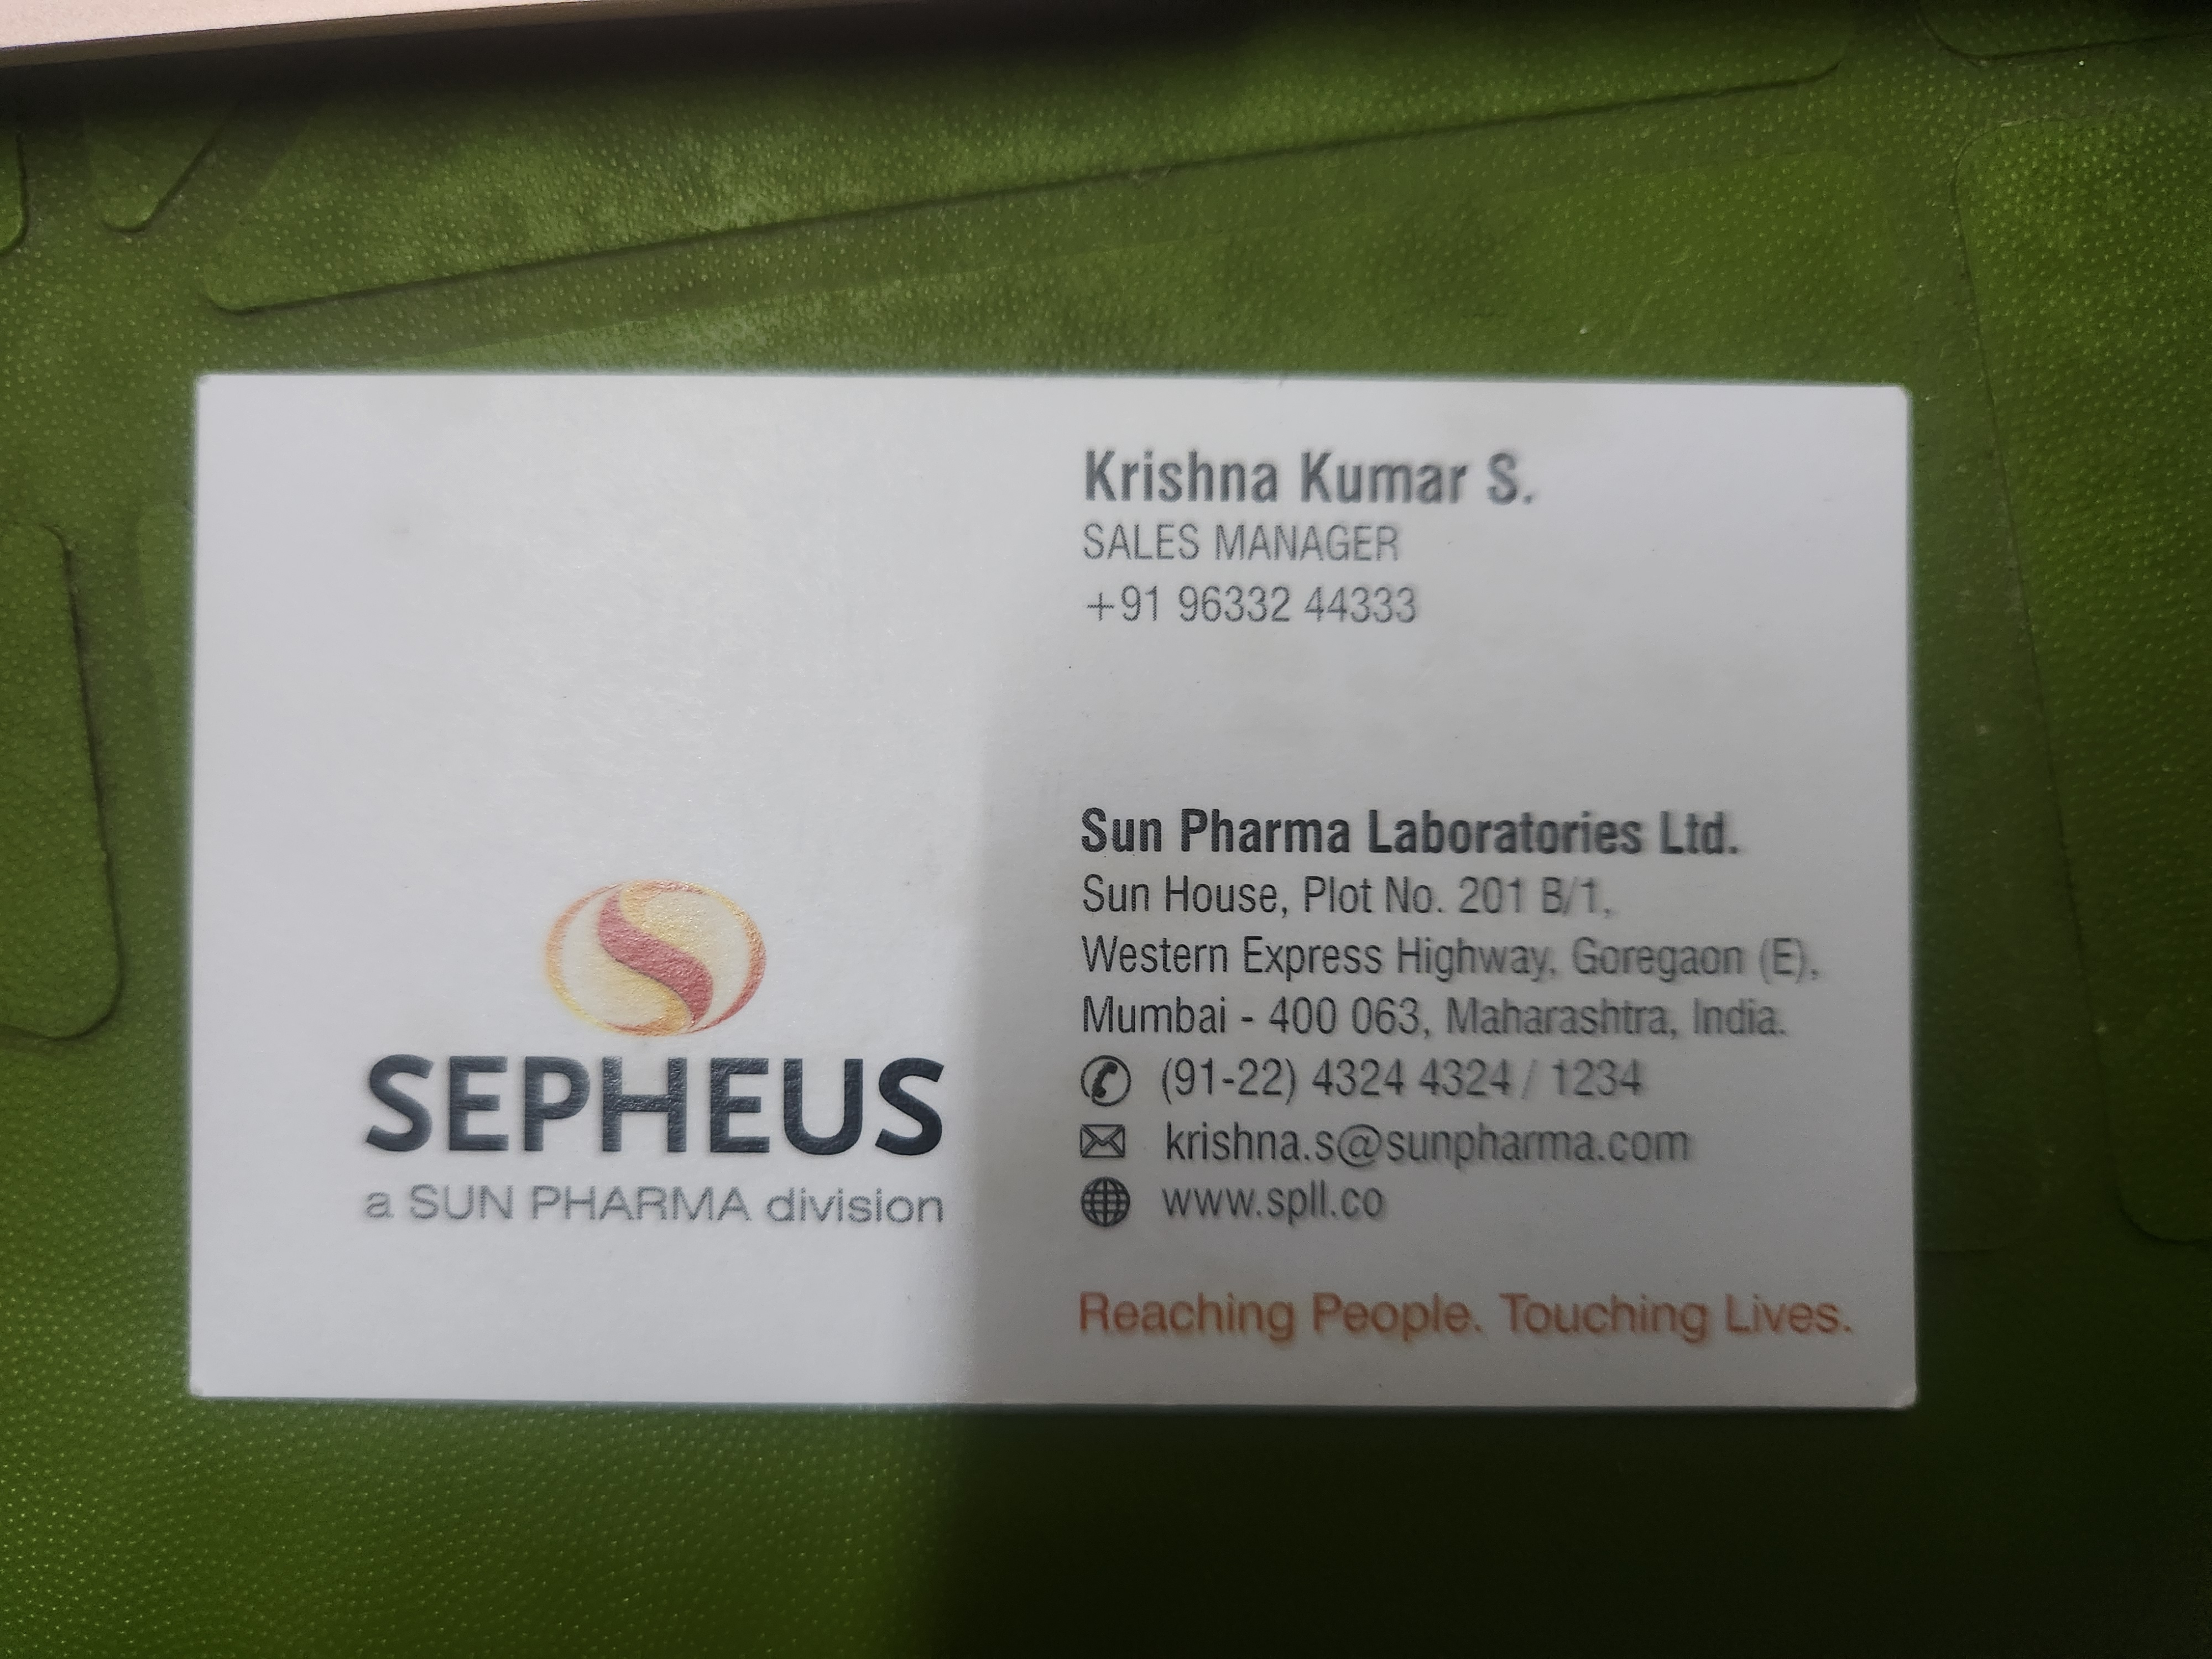 Krishna Kumar S.
SALES MANAGER
+91 96332 44333
Sun Pharma Laboratories Ltd.
Sun House, Plot No. 201 B/1,
Western Express Highway, Goregaon (E),
Mumbai - 400 063, Maharashtra, India.
(91-22) 4324 4324 / 1234
krishna.s@sunpharma.com
www.spll.co
Reaching People. Touching Lives.
SEPHEUS
a SUN PHARMA division